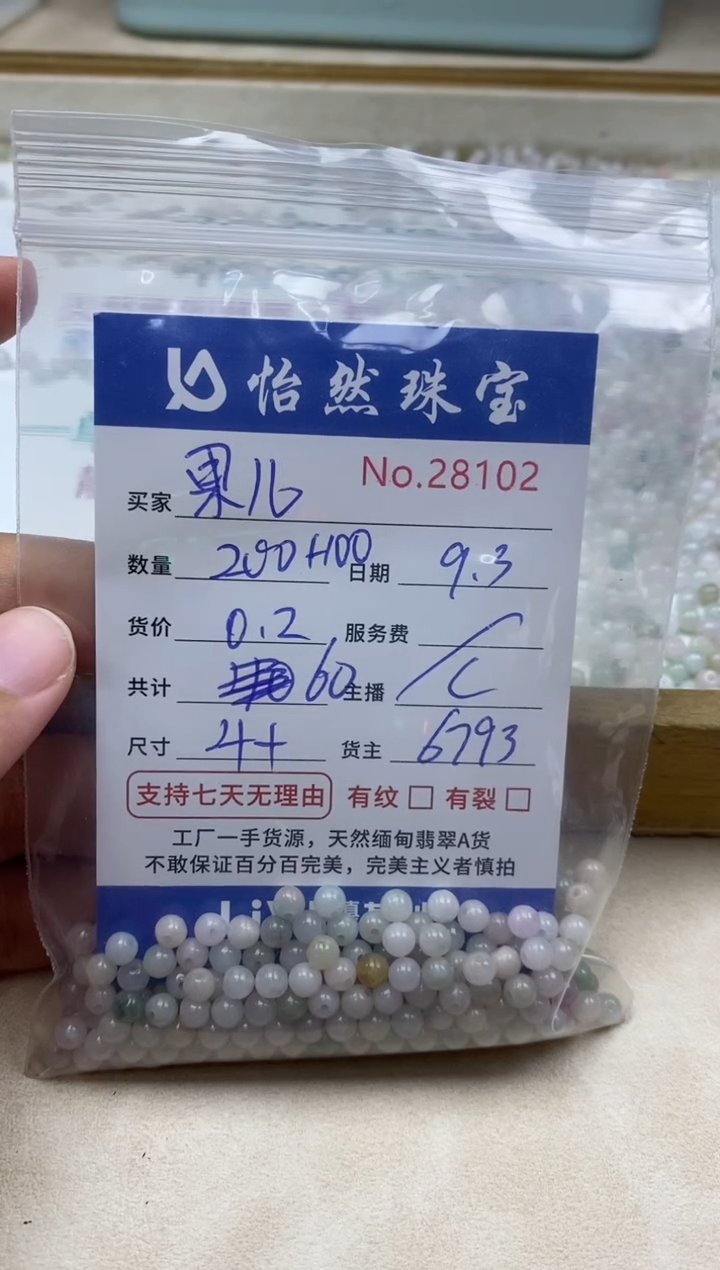 怡然珠宝
No.28102
买家 果儿
数量 200+100 日期 9.3
货价 0.2 服务费 /
共计 60 主播 C
尺寸 4+ 货主 6793
支持七天无理由 有纹 □ 有裂 □
工厂一手货源，天然缅甸翡翠A货
不敢保证百分百完美，完美主义者慎拍